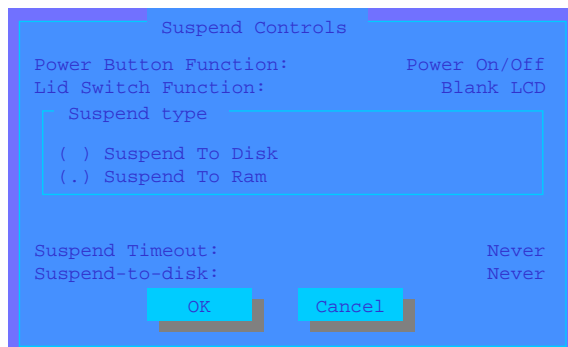 Suspend Controls
Power Button Function: Power On/Off
Lid Switch Function: Blank LCD
Suspend type
( ) Suspend To Disk
(.) Suspend To Ram
Suspend Timeout: Never
Suspend-to-disk: Never
OK Cancel